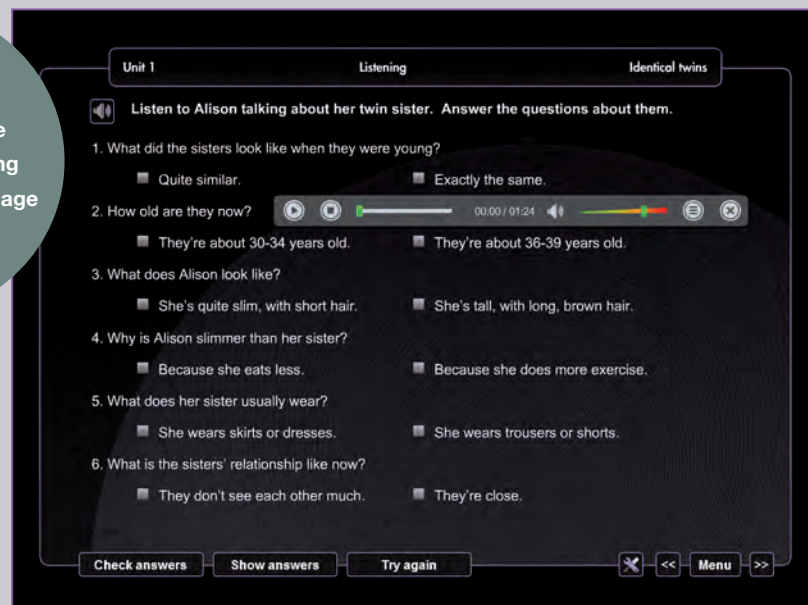 ng
age
Unit 1 Listening Identical twins
Listen to Alison talking about her twin sister. Answer the questions about them.
1. What did the sisters look like when they were young?
Quite similar. Exactly the same.
2. How old are they now?
00:00 / 01:24
They're about 30-34 years old. They're about 36-39 years old.
3. What does Alison look like?
She's quite slim, with short hair. She's tall, with long, brown hair.
4. Why is Alison slimmer than her sister?
Because she eats less. Because she does more exercise.
5. What does her sister usually wear?
She wears skirts or dresses. She wears trousers or shorts.
6. What is the sisters' relationship like now?
They don't see each other much. They're close.
Check answers Show answers Try again << Menu >>